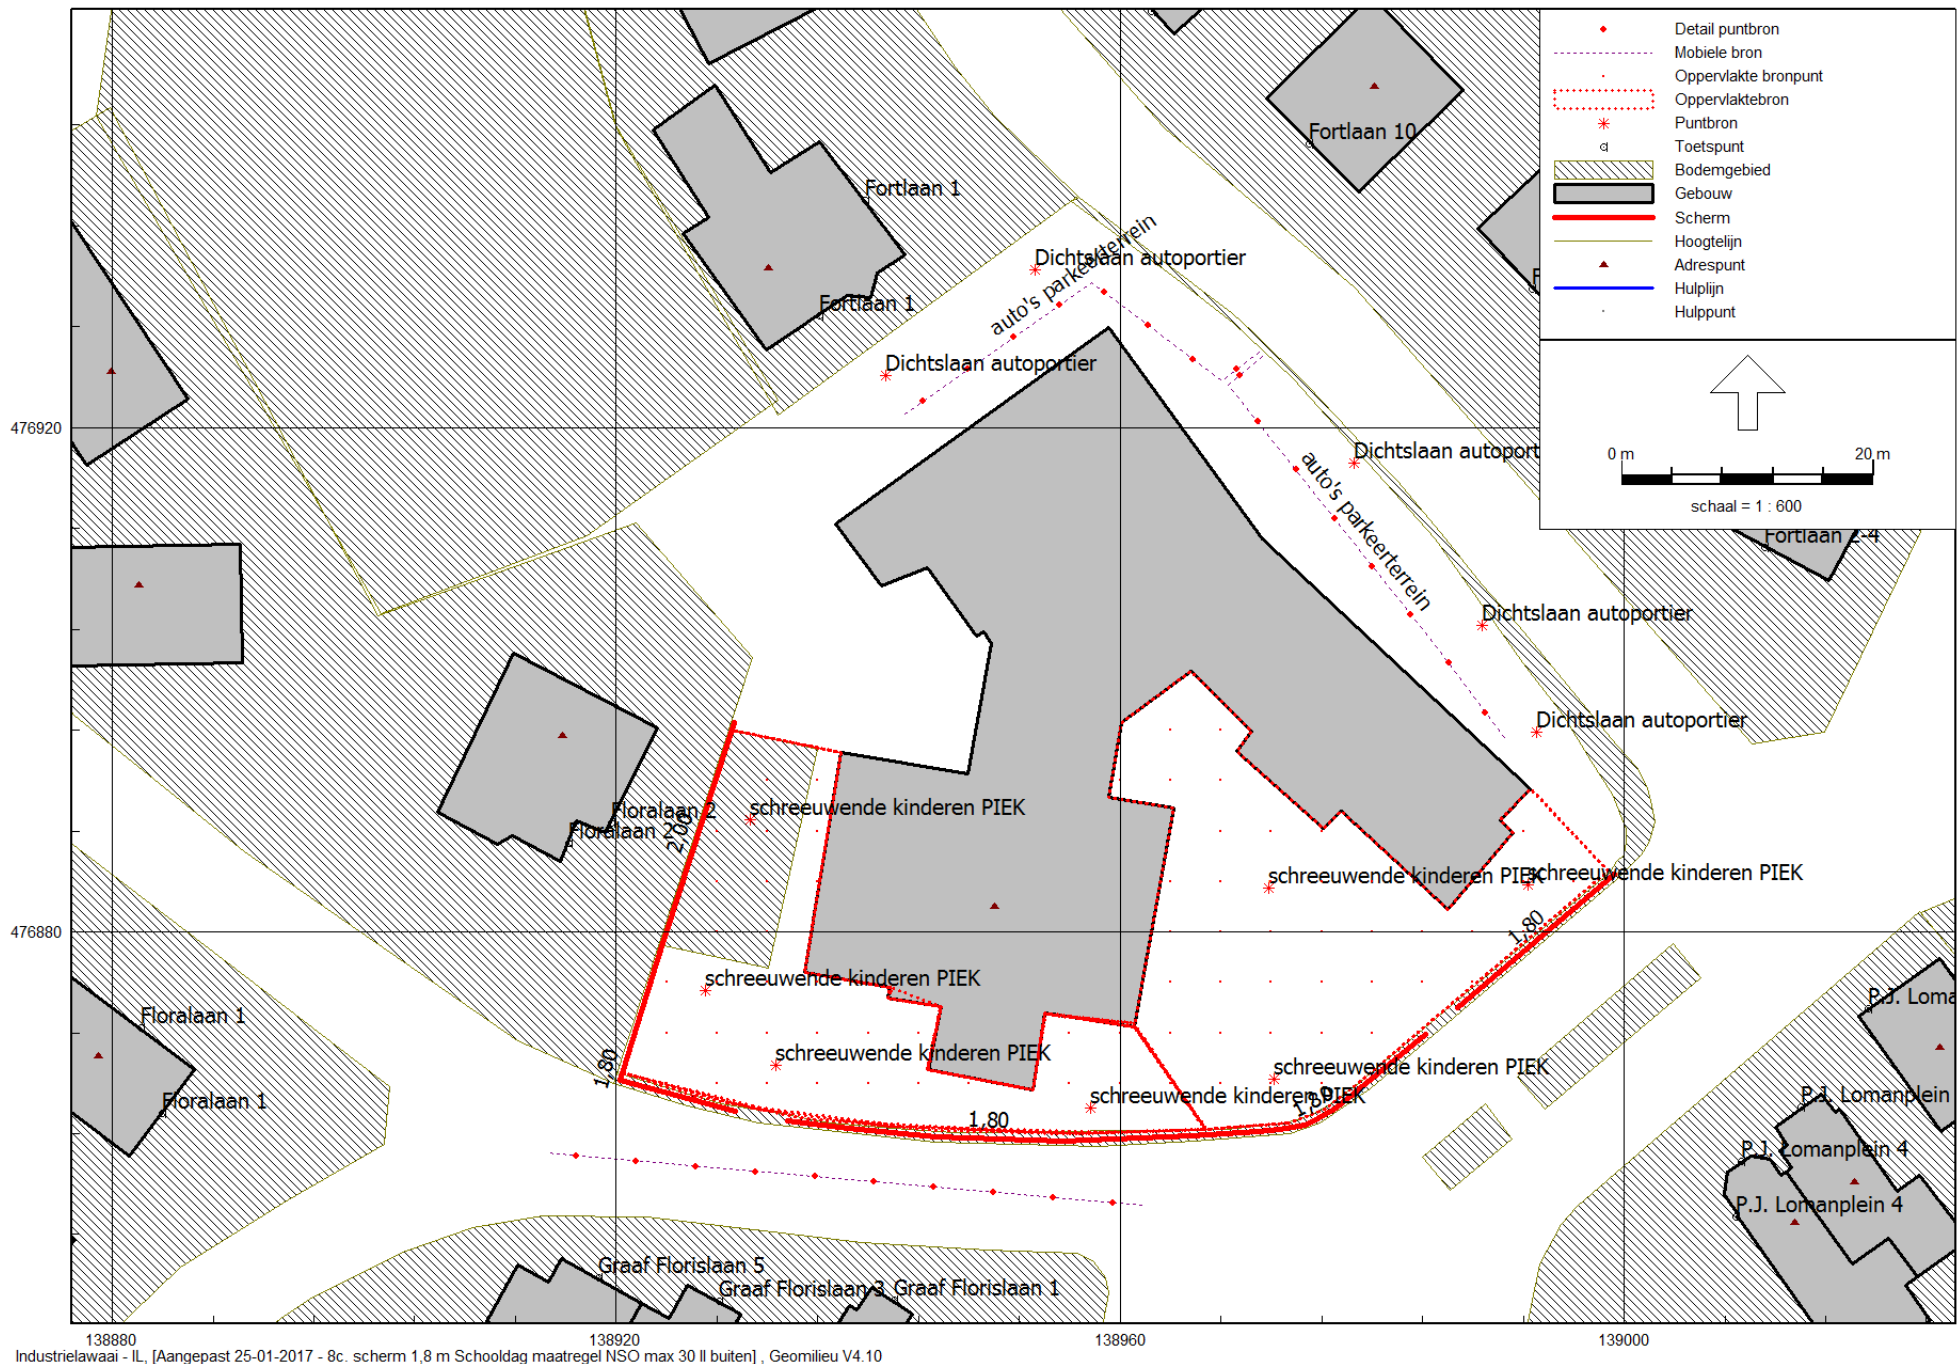 Detail puntbron
Mobiele bron
Oppervlakte bronpunt
Oppervlaktebron
Puntbron
Toetspunt
Bodemgebied
Gebouw
Scherm
Hoogtelijn
Adrespunt
Hulplijn
Hulppunt
0 m 20 m
schaal = 1 : 600
Fortlaan 10
Fortlaan 1
F
Dichtslaan autoportier
auto's parkeerterrein
Fortlaan 1
Dichtslaan autoportier
476920
Dichtslaan autoport
auto's parkeerterrein
Fortlaan 2-4
Dichtslaan autoportier
Dichtslaan autoportier
Floralaan 2
Floralaan 2
2,00
schreeuwende kinderen PIEK
schreeuwende kinderen PIEK
schreeuwende kinderen PIEK
476880
1,80
schreeuwende kinderen PIEK
P.J. Loma
Floralaan 1
schreeuwende kinderen PIEK
schreeuwende kinderen PIEK
1,80
Floralaan 1
schreeuwende kinderen PIEK
1,80
1,80
P.J. Lomanplein
P.J. Lomanplein 4
P.J. Lomanplein 4
Graaf Florislaan 5
Graaf Florislaan 3
Graaf Florislaan 1
138880 138920 138960 139000
Industrielawaai - IL, [Aangepast 25-01-2017 - 8c. scherm 1,8 m Schooldag maatregel NSO max 30 ll buiten] , Geomilieu V4.10